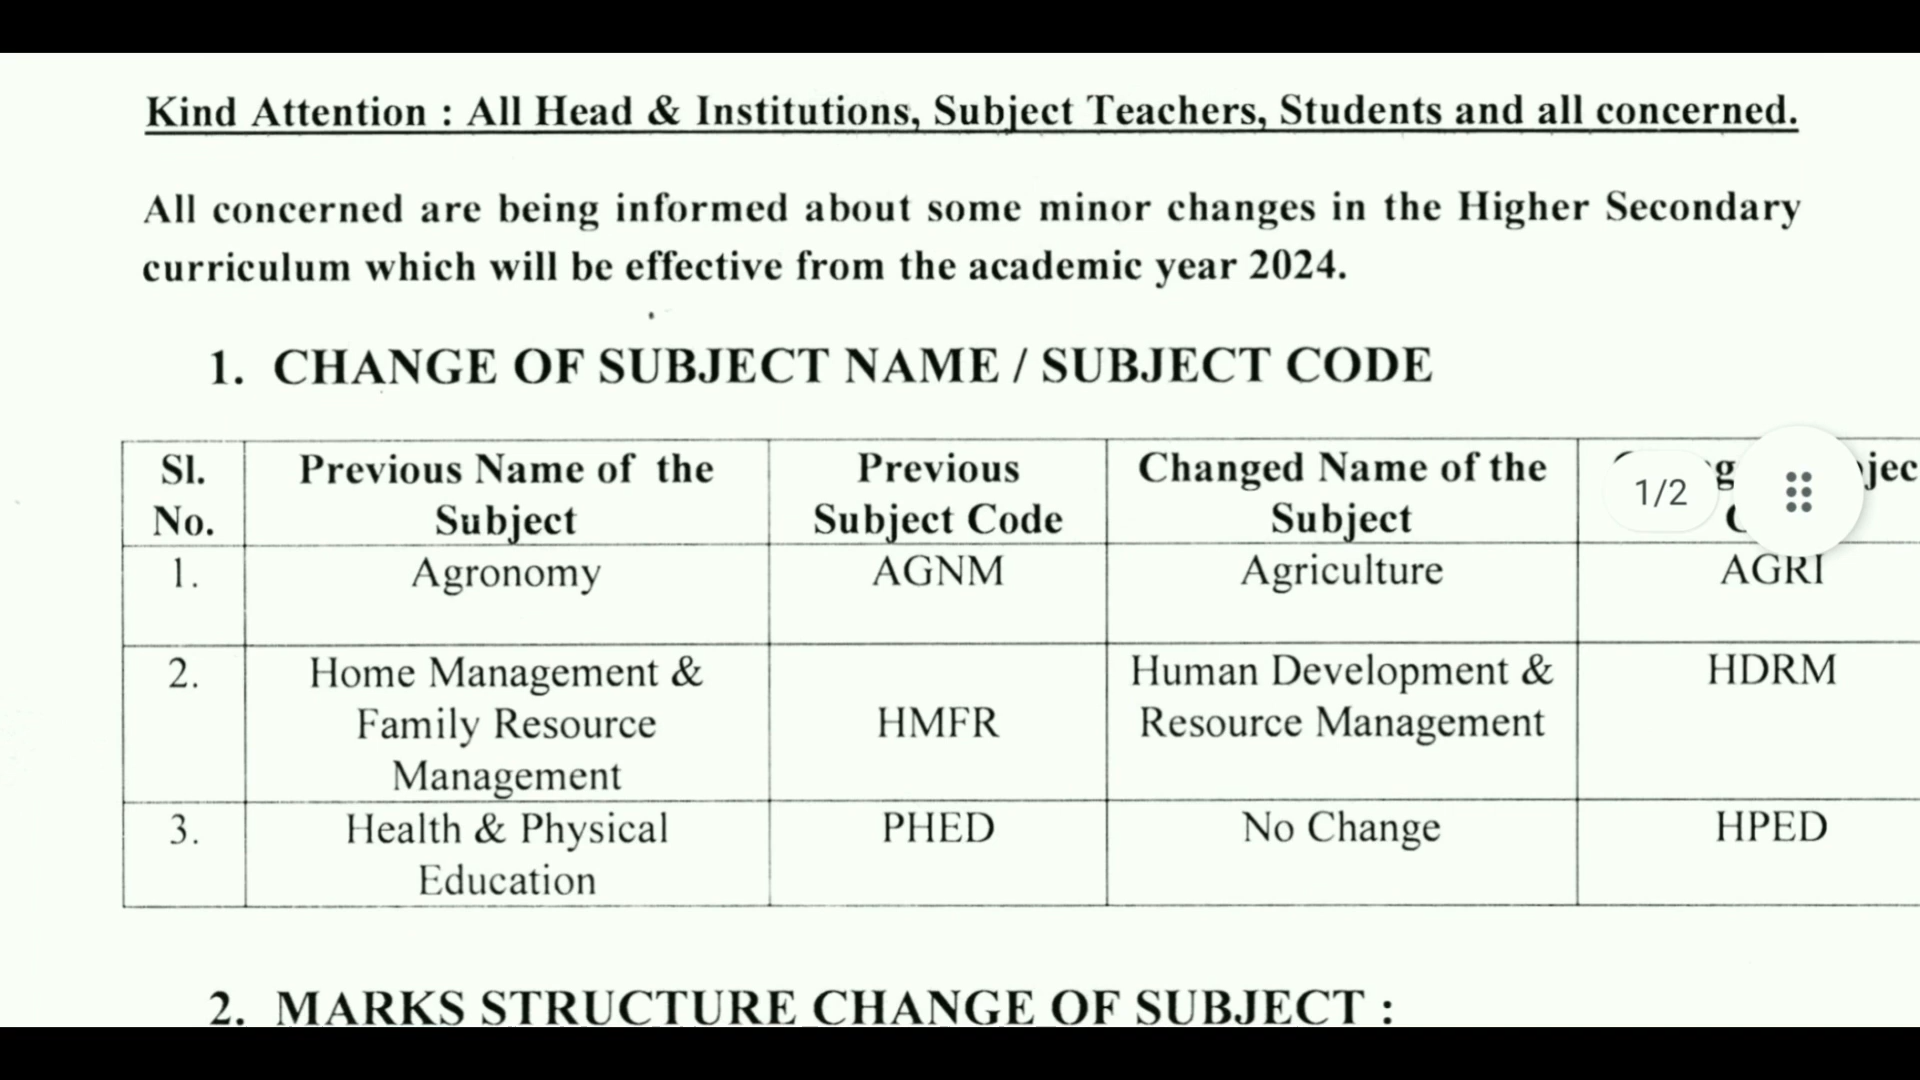 Kind Attention : All Head & Institutions, Subject Teachers, Students and all concerned.
All concerned are being informed about some minor changes in the Higher Secondary
curriculum which will be effective from the academic year 2024.
1. CHANGE OF SUBJECT NAME / SUBJECT CODE
Sl. No.
Previous Name of the Subject
Previous Subject Code
Changed Name of the Subject
1/2
1.
Agronomy
AGNM
Agriculture
AGRI
2.
Home Management &
Family Resource
Management
HMFR
Human Development &
Resource Management
HDRM
3.
Health & Physical
Education
PHED
No Change
HPED
2. MARKS STRUCTURE CHANGE OF SUBJECT :